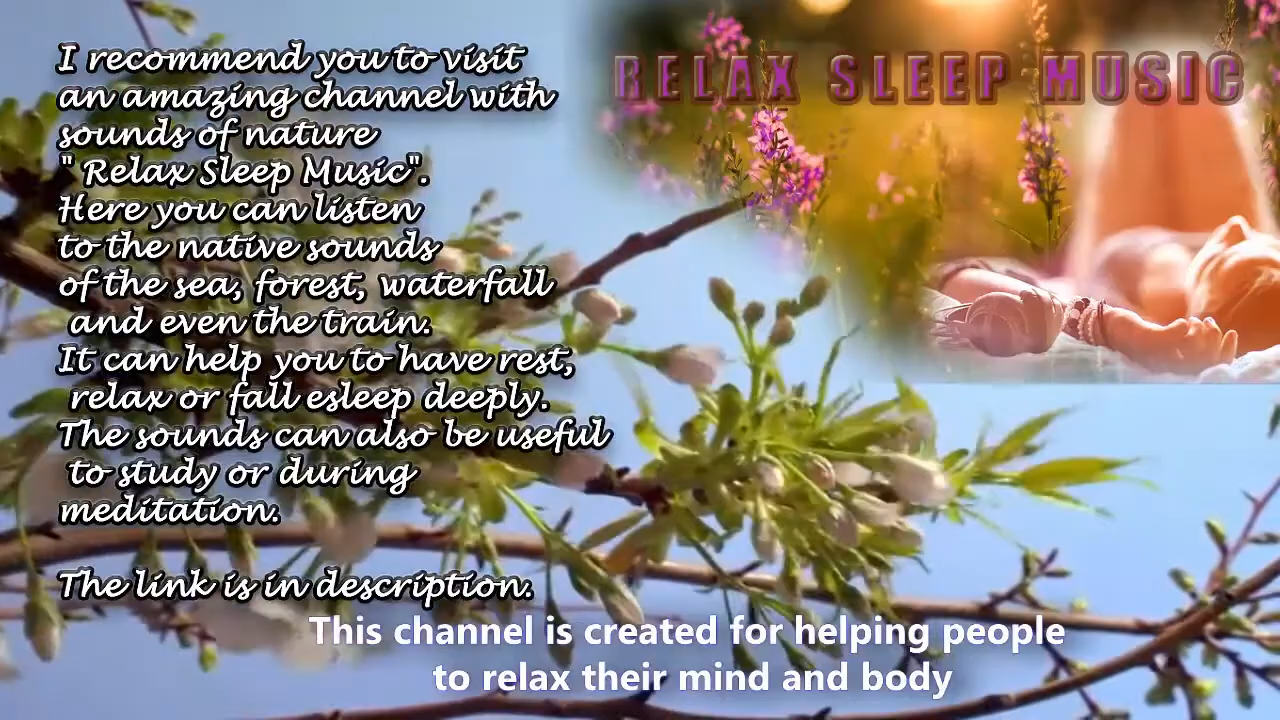 I recommend you to visit
an amazing channel with
sounds of nature
" Relax Sleep Music".
Here you can listen
to the native sounds
of the sea, forest, waterfall
and even the train.
It can help you to have rest,
relax or fall esleep deeply.
The sounds can also be useful
to study or during
meditation.
The link is in description.
RELAX SLEEP MUSIC
This channel is created for helping people
to relax their mind and body